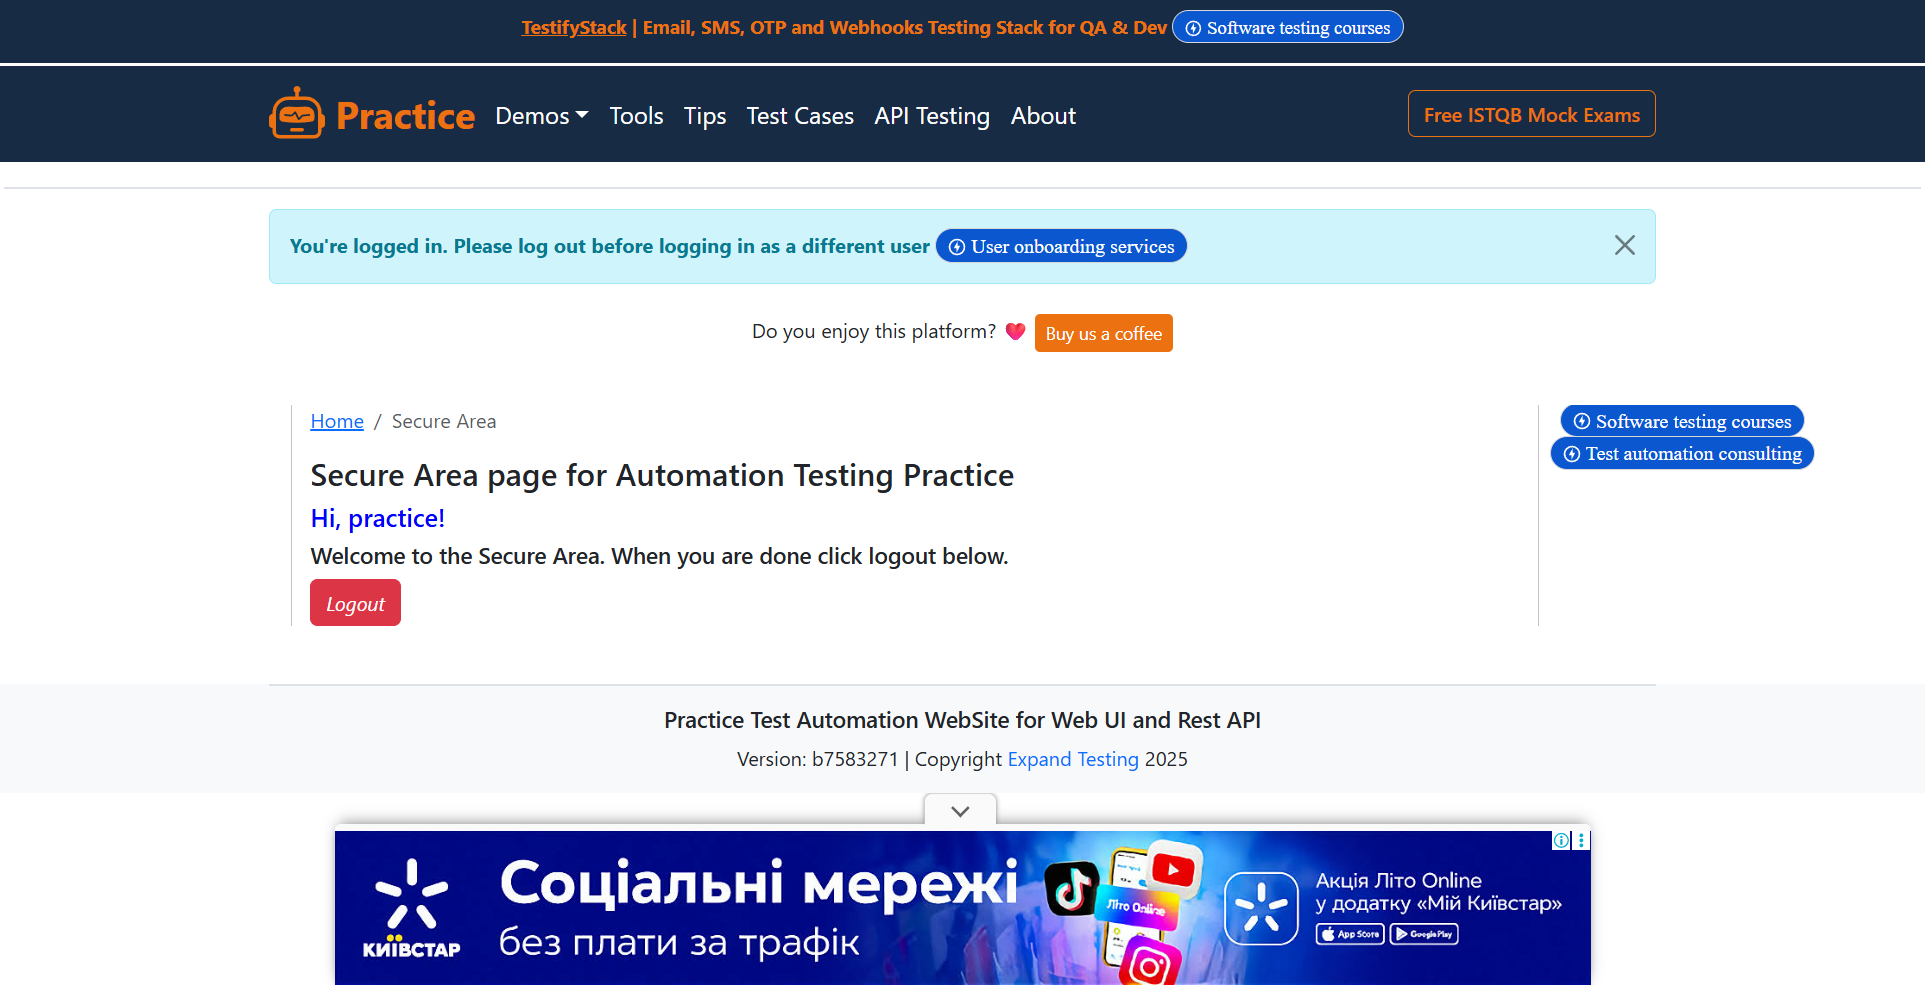 TestifyStack | Email, SMS, OTP and Webhooks Testing Stack for QA & Dev Software testing courses
Practice Demos Tools Tips Test Cases API Testing About Free ISTQB Mock Exams
You're logged in. Please log out before logging in as a different user User onboarding services
Do you enjoy this platform? Buy us a coffee
Home / Secure Area
Software testing courses
Test automation consulting
Secure Area page for Automation Testing Practice
Hi, practice!
Welcome to the Secure Area. When you are done click logout below.
Logout
Practice Test Automation WebSite for Web UI and Rest API
Version: b7583271 | Copyright Expand Testing 2025
КИЇВСТАР
Соціальні мережі
без плати за трафік
Літо Online
Акція Літо Online
у додатку «Мій Київстар»
App Store Google Play